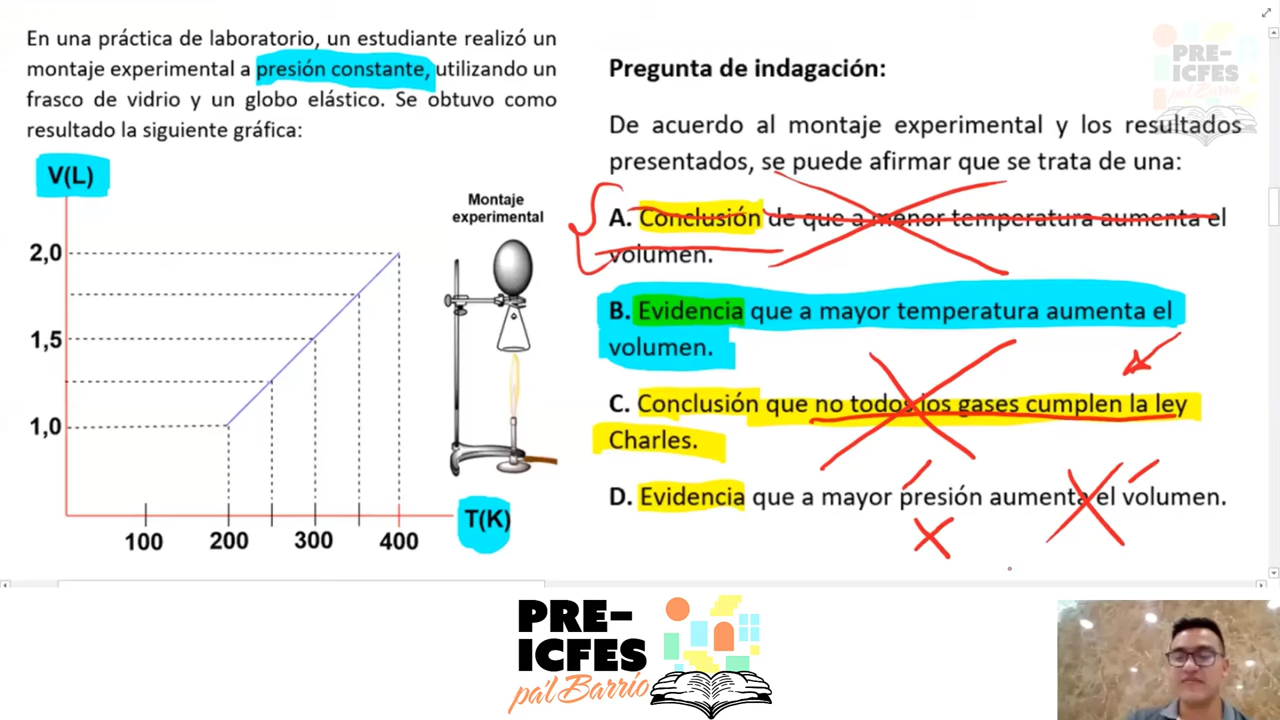 En una práctica de laboratorio, un estudiante realizó un
montaje experimental a presión constante, utilizando un
frasco de vidrio y un globo elástico. Se obtuvo como
resultado la siguiente gráfica:
V(L)
2,0
1,5
1,0
100 200 300 400
T(K)
Montaje
experimental
PRE-
ICFES
pa'l Barrio
Pregunta de indagación:
De acuerdo al montaje experimental y los resultados
presentados, se puede afirmar que se trata de una:
A. Conclusión de que a menor temperatura aumenta el
volumen.
B. Evidencia que a mayor temperatura aumenta el
volumen.
C. Conclusión que no todos los gases cumplen la ley
Charles.
D. Evidencia que a mayor presión aumenta el volumen.
PRE-
ICFES
pa'l Barrio